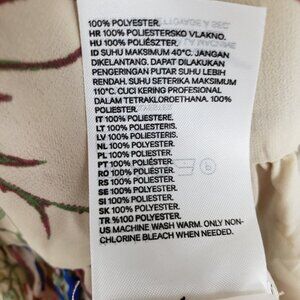 100% POLYESTER.
HR 100% POLIESTERSKO VLAKNO.
HU 100% POLIÉSZTER.
ID SUHU MAKSIMUM 40°C. JANGAN
DIKELANTANG. DAPAT DILAKUKAN
PENGERINGAN PUTAR SUHU LEBIH
RENDAH. SUHU SETERIKA MAKSIMUM
110°C. CUCI KERING PROFESIONAL
DALAM TETRAKLOROETHANA. 100%
POLIESTER.
IT 100% POLIESTERE.
LT 100% POLIESTERIS.
LV 100% POLIESTERIS.
NL 100% POLYESTER.
PL 100% POLIESTER.
PT 100% POLIÉSTER.
RO 100% POLIESTER.
RS 100% POLIESTER.
SE 100% POLYESTER.
SI 100% POLIESTER.
SK 100% POLYESTER.
TR %100 POLYESTER.
US MACHINE WASH WARM. ONLY NON-
CHLORINE BLEACH WHEN NEEDED.